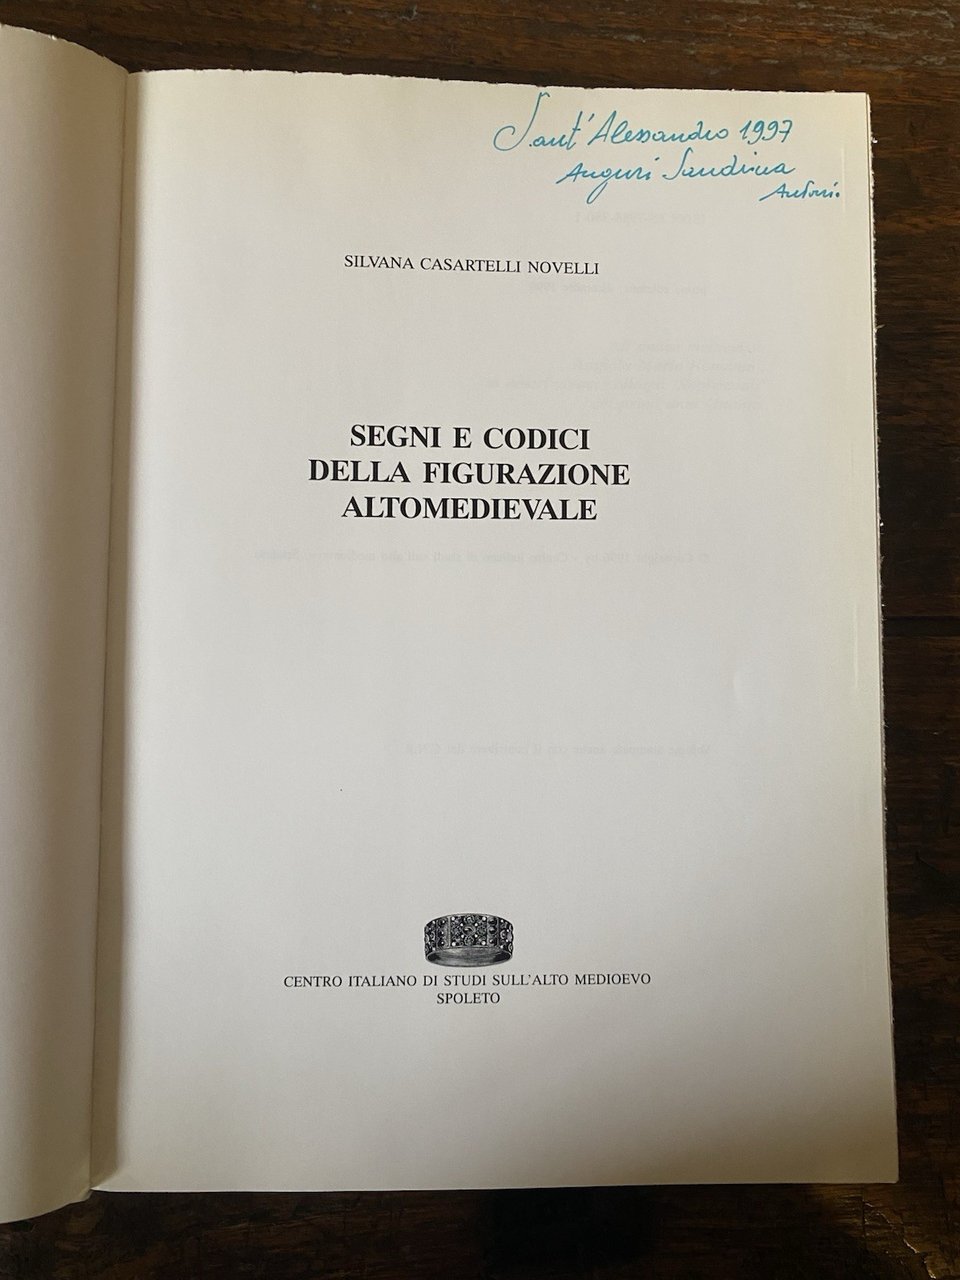 Sant'Alessandro 1997
Auguri Sandrina
SILVANA CASARTELLI NOVELLI
SEGNI E CODICI
DELLA FIGURAZIONE
ALTOMEDIEVALE
CENTRO ITALIANO DI STUDI SULL'ALTO MEDIOEVO
SPOLETO